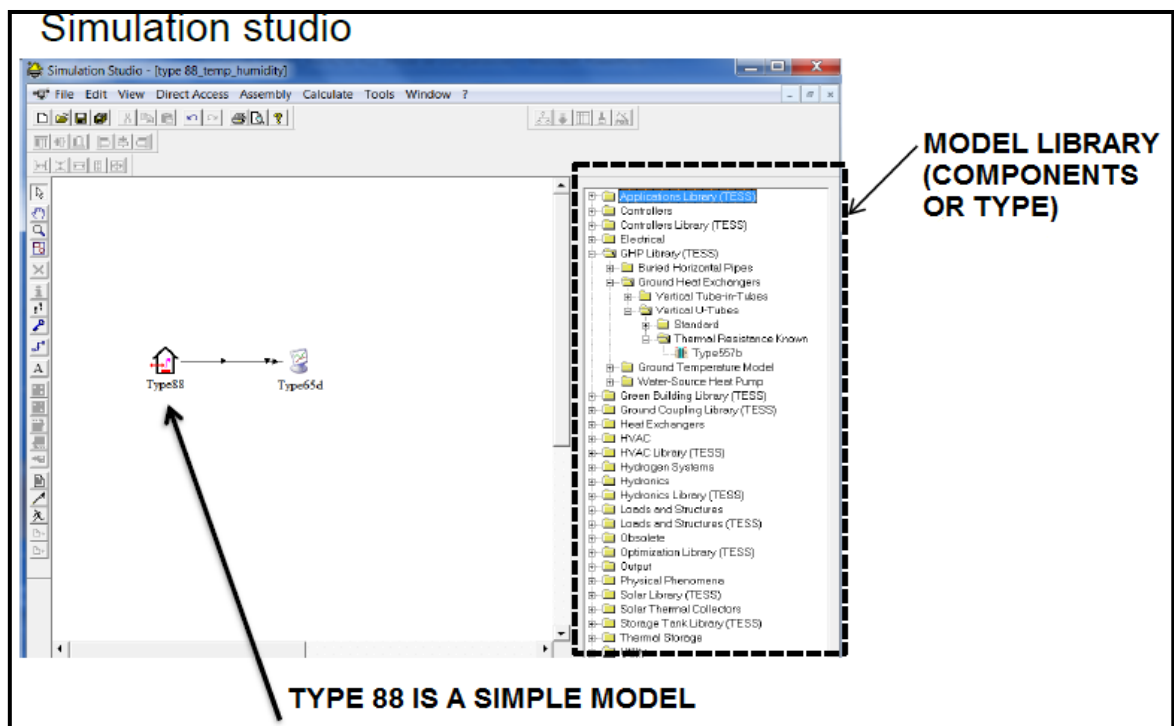 Simulation studio
Simulation Studio - [type 88_temp_humidity]
File Edit View Direct Access Assembly Calculate Tools Window ?
MODEL LIBRARY
(COMPONENTS
OR TYPE)
Applications Library (TESS)
Controllers
Controllers Library (TESS)
Electrical
GHP Library (TESS)
Buried Horizontal Pipes
Ground Heat Exchangers
Vertical Tube-in-Tubes
Vertical U-Tubes
Standard
Thermal Resistance Known
Type557b
Ground Temperature Model
Water-Source Heat Pump
Green Building Library (TESS)
Ground Coupling Library (TESS)
Heat Exchangers
HVAC
HVAC Library (TESS)
Hydrogen Systems
Hydronics
Hydronics Library (TESS)
Loads and Structures
Loads and Structures (TESS)
Obsolete
Optimization Library (TESS)
Output
Physical Phenomena
Solar Library (TESS)
Solar Thermal Collectors
Storage Tank Library (TESS)
Thermal Storage
Type88
Type65d
A
TYPE 88 IS A SIMPLE MODEL